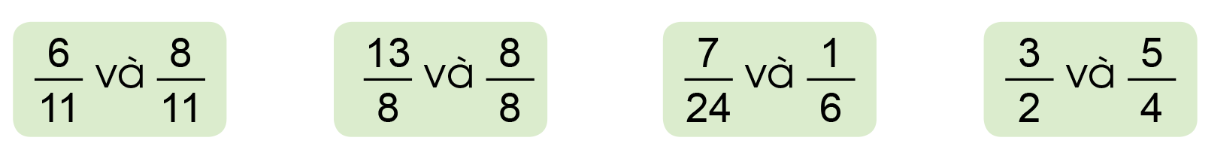 6/11 và 8/11
13/8 và 8/8
7/24 và 1/6
3/2 và 5/4